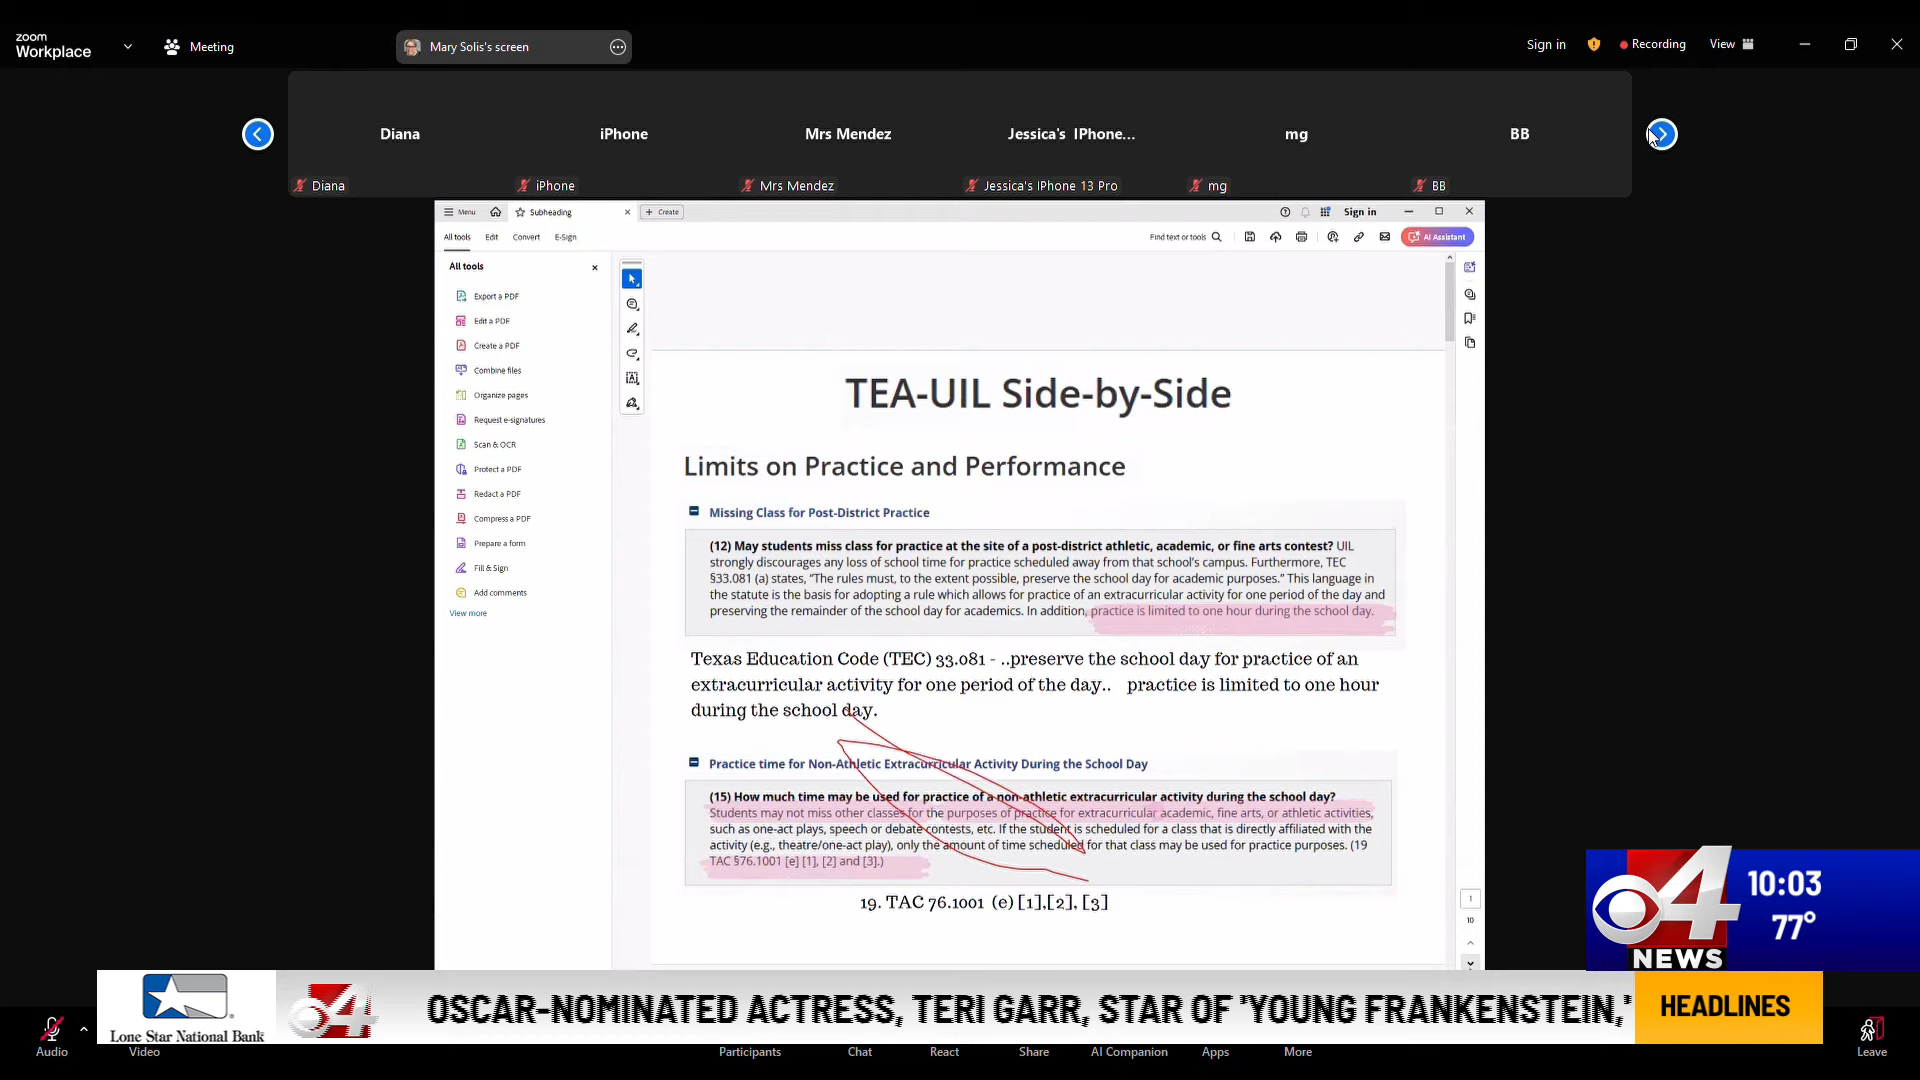 zoom
Workplace
Meeting
Mary Solis's screen
Sign in
Recording
View
Diana
iPhone
Mrs Mendez
Jessica's IPhone...
mg
BB
Diana
iPhone
Mrs Mendez
Jessica's IPhone 13 Pro
mg
BB
Menu
Subheading
Create
Sign in
All tools
Edit
Convert
E-Sign
Find text or tools
AI Assistant
All tools
Export a PDF
Edit a PDF
Create a PDF
Combine files
Organize pages
Request e-signatures
Scan & OCR
Protect a PDF
Redact a PDF
Compress a PDF
Prepare a form
Fill & Sign
Add comments
View more
TEA-UIL Side-by-Side
Limits on Practice and Performance
Missing Class for Post-District Practice
(12) May students miss class for practice at the site of a post-district athletic, academic, or fine arts contest? UIL
strongly discourages any loss of school time for practice scheduled away from that school's campus. Furthermore, TEC
§33.081 (a) states, "The rules must, to the extent possible, preserve the school day for academic purposes." This language in
the statute is the basis for adopting a rule which allows for practice of an extracurricular activity for one period of the day and
preserving the remainder of the school day for academics. In addition, practice is limited to one hour during the school day.
Texas Education Code (TEC) 33.081 - ..preserve the school day for practice of an
extracurricular activity for one period of the day.. practice is limited to one hour
during the school day.
Practice time for Non-Athletic Extracurricular Activity During the School Day
(15) How much time may be used for practice of a non-athletic extracurricular activity during the school day?
Students may not miss other classes for the purposes of practice for extracurricular academic, fine arts, or athletic activities,
such as one-act plays, speech or debate contests, etc. If the student is scheduled for a class that is directly affiliated with the
activity (e.g., theatre/one-act play), only the amount of time scheduled for that class may be used for practice purposes. (19
TAC §76.1001 [e] [1], [2] and [3].)
19. TAC 76.1001 (e) [1],[2], [3]
1
10
4
NEWS
10:03
77°
Lone Star National Bank
4
OSCAR-NOMINATED ACTRESS, TERI GARR, STAR OF 'YOUNG FRANKENSTEIN,'
HEADLINES
Audio
Video
Participants
Chat
React
Share
AI Companion
Apps
More
Leave